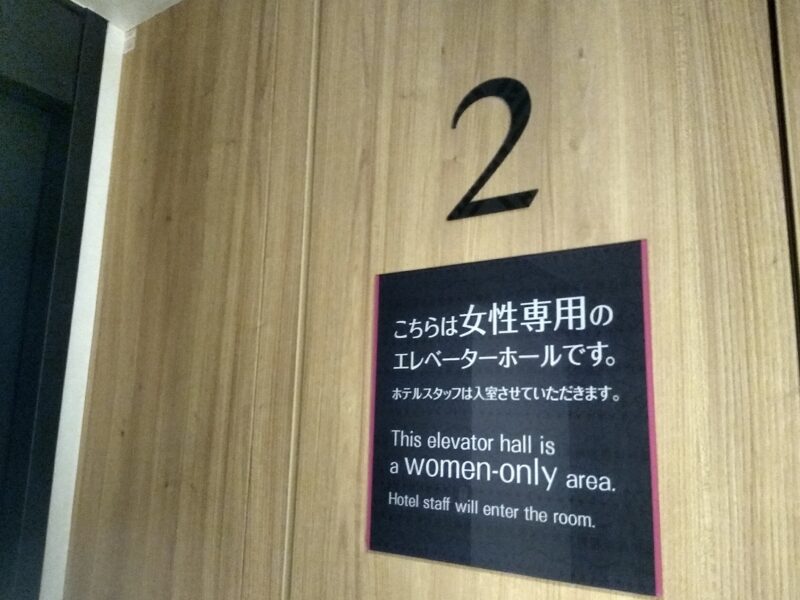 2
こちらは女性専用の
エレベーターホールです。
ホテルスタッフは入室させていただきます。
This elevator hall is
a women-only area.
Hotel staff will enter the room.